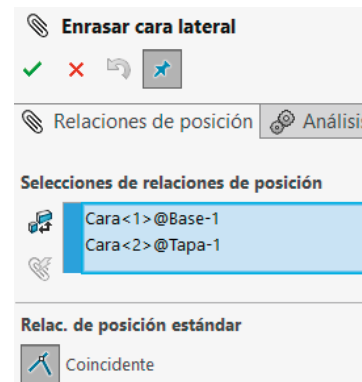 Enrasar cara lateral
Relaciones de posición
Selecciones de relaciones de posición
Cara<1>@Base-1
Cara<2>@Tapa-1
Relac. de posición estándar
Coincidente